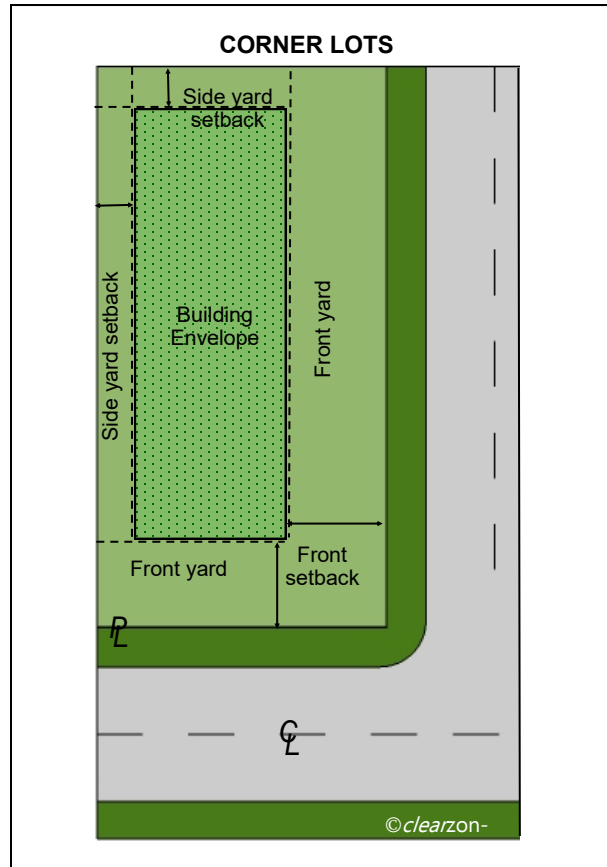 CORNER LOTS
Side yard
setback
Side yard setback
Building
Envelope
Front yard
Front yard
Front
setback
PL
CL
©clearzon-